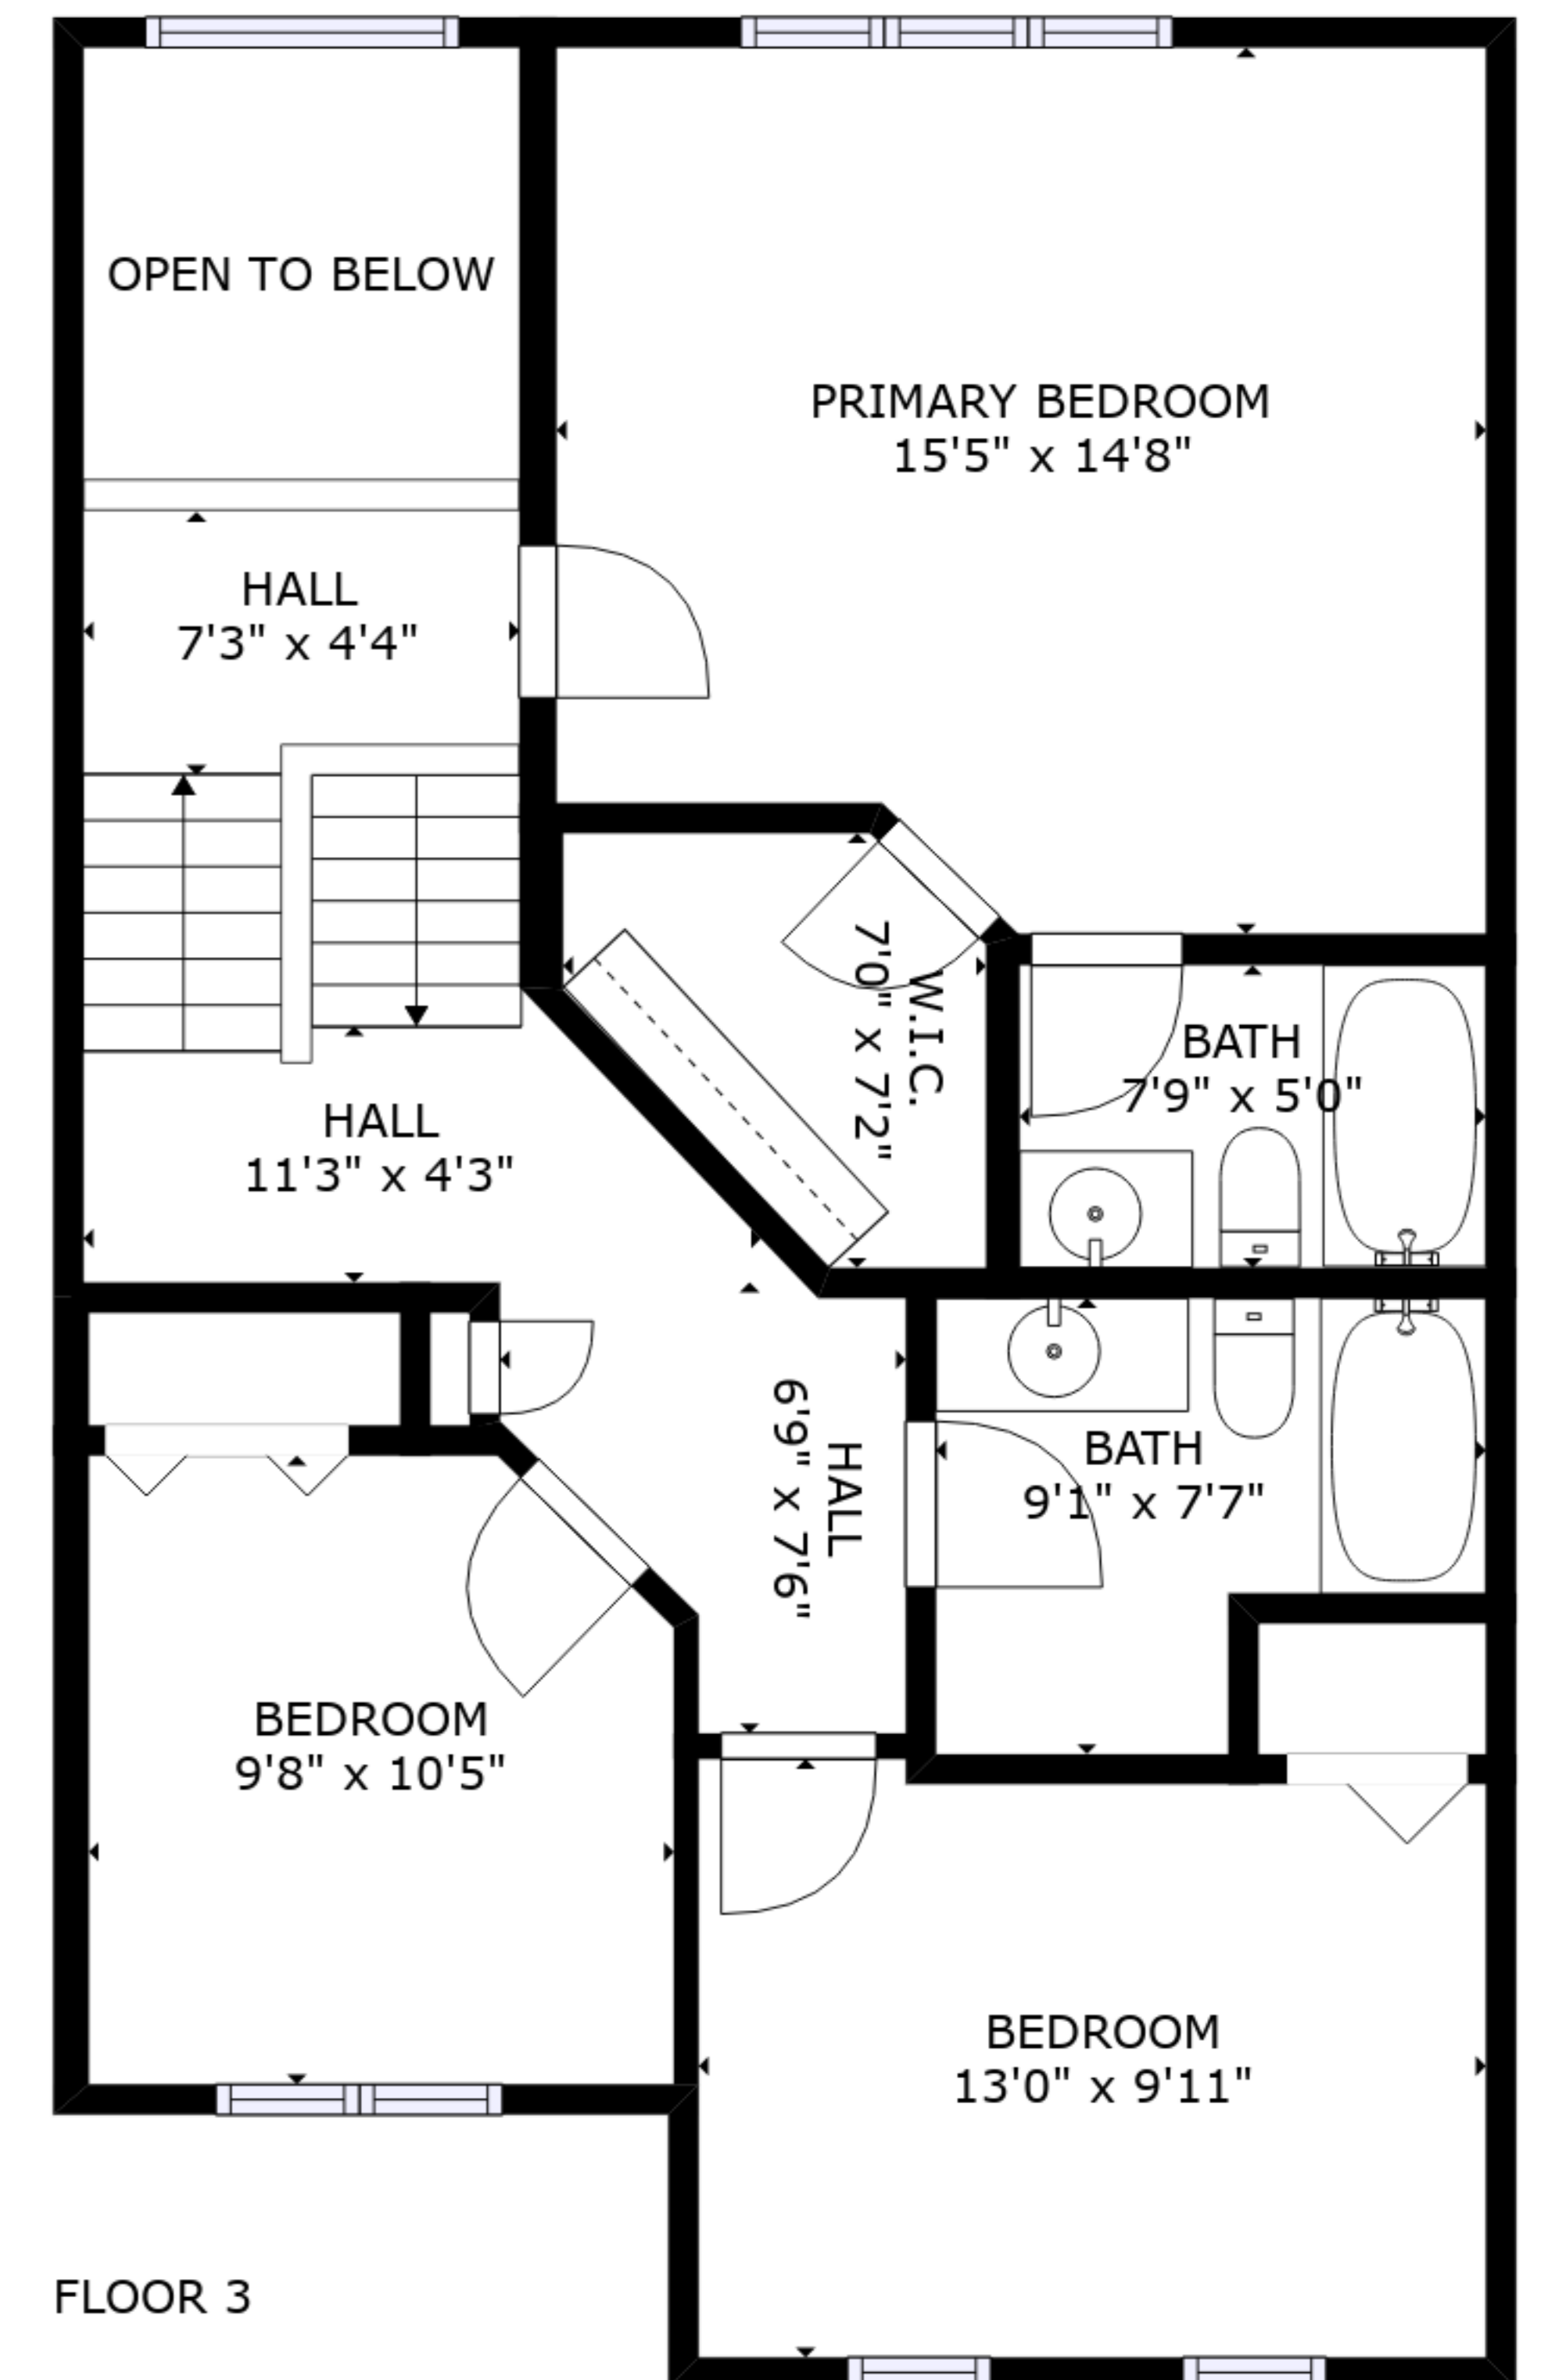 OPEN TO BELOW
PRIMARY BEDROOM
15'5" x 14'8"
HALL
7'3" x 4'4"
W.I.C.
7'0" x 7'2"
BATH
7'9" x 5'0"
HALL
11'3" x 4'3"
HALL
6'9" x 7'6"
BATH
9'1" x 7'7"
BEDROOM
9'8" x 10'5"
BEDROOM
13'0" x 9'11"
FLOOR 3